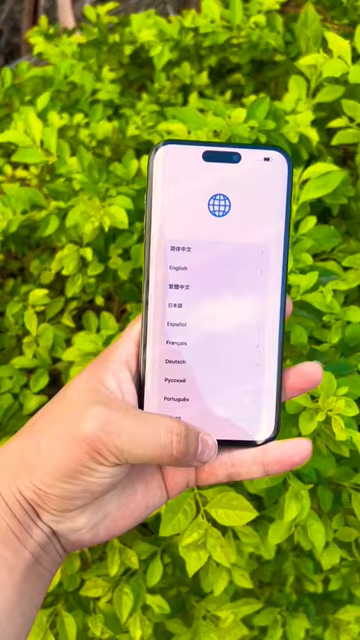 简体中文
English
繁體中文
日本語
Español
Français
Deutsch
Русский
Português